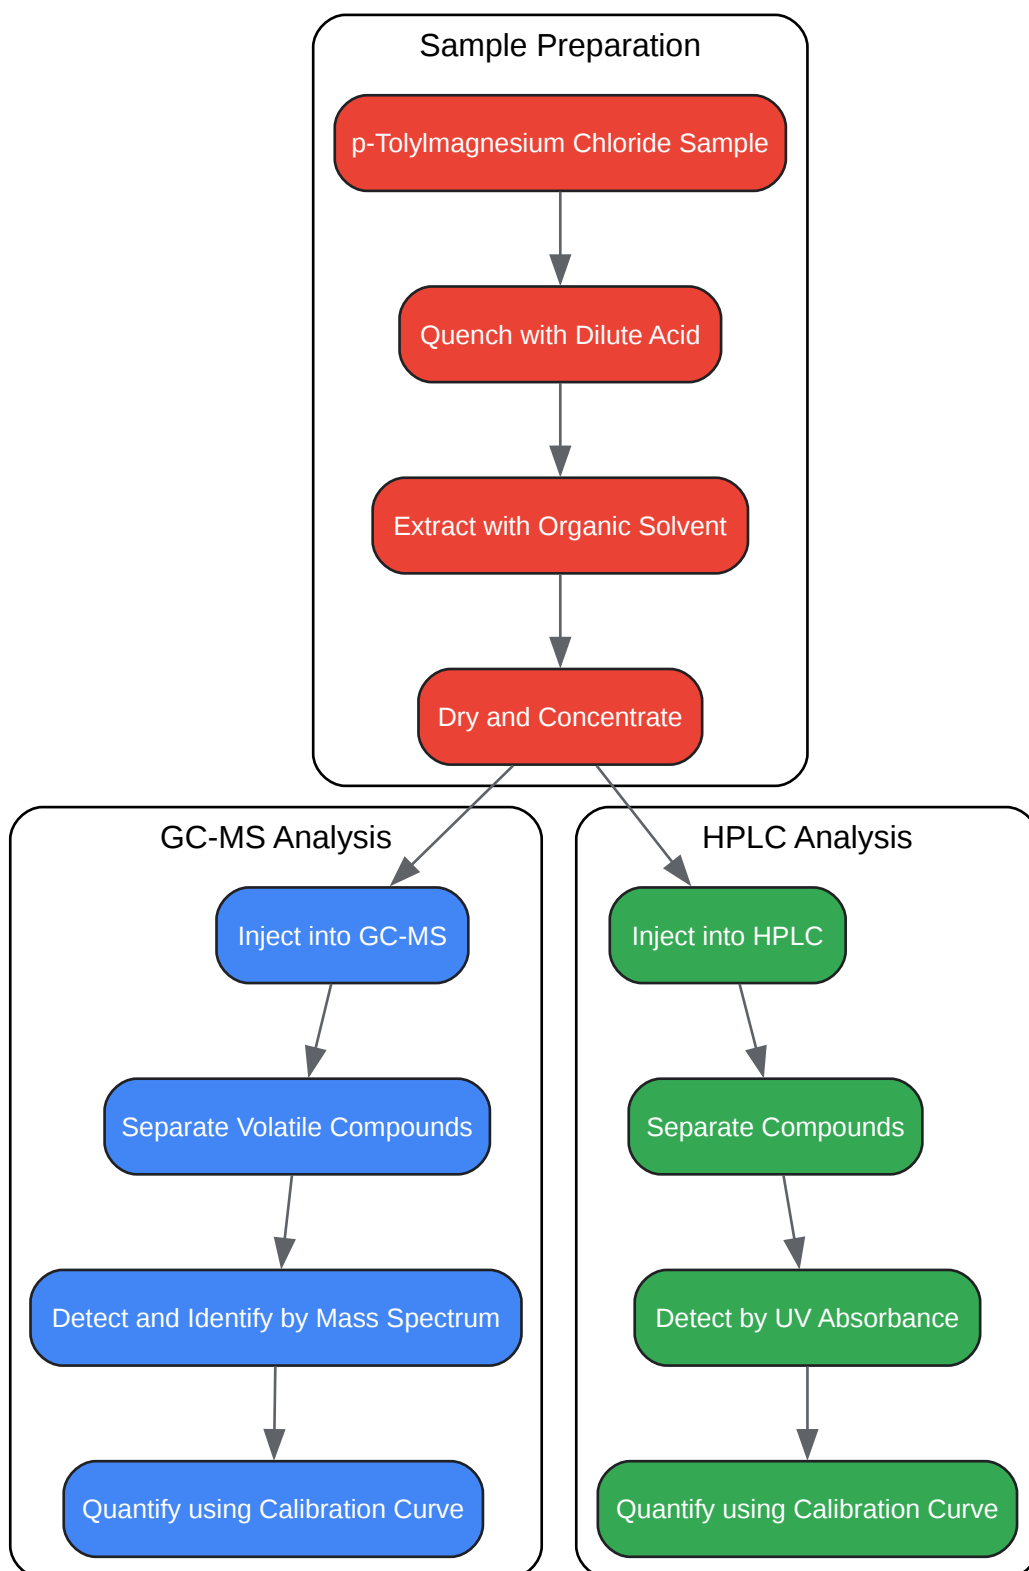 Sample Preparation
p-Tolylmagnesium Chloride Sample
Quench with Dilute Acid
Extract with Organic Solvent
Dry and Concentrate
GC-MS Analysis
Inject into GC-MS
Separate Volatile Compounds
Detect and Identify by Mass Spectrum
Quantify using Calibration Curve
HPLC Analysis
Inject into HPLC
Separate Compounds
Detect by UV Absorbance
Quantify using Calibration Curve